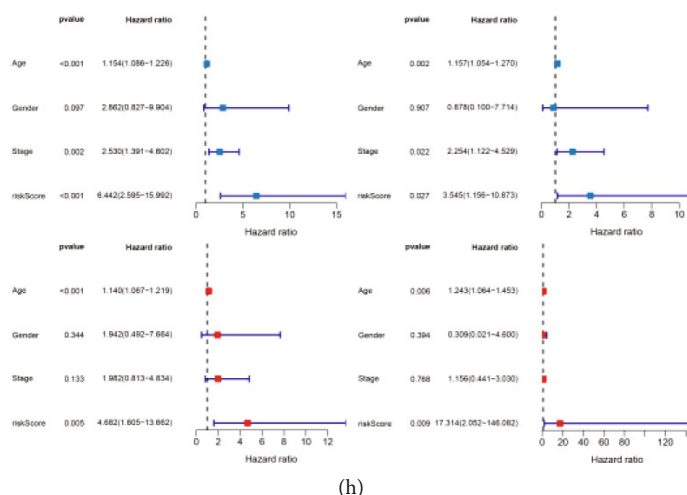 pvalue Hazard ratio
Age <0.001 1.154(1.086−1.226)
Gender 0.097 2.862(0.827−9.904)
Stage 0.002 2.530(1.391−4.602)
riskScore <0.001 6.442(2.595−15.992)
0 5 10 15
Hazard ratio
pvalue Hazard ratio
Age 0.002 1.157(1.054−1.270)
Gender 0.907 0.878(0.100−7.714)
Stage 0.022 2.254(1.122−4.529)
riskScore 0.027 3.545(1.156−10.873)
0 2 4 6 8 10
Hazard ratio
pvalue Hazard ratio
Age <0.001 1.140(1.067−1.219)
Gender 0.344 1.942(0.492−7.664)
Stage 0.133 1.982(0.813−4.834)
riskScore 0.005 4.682(1.605−13.662)
0 2 4 6 8 10 12
Hazard ratio
pvalue Hazard ratio
Age 0.006 1.243(1.064−1.453)
Gender 0.394 0.309(0.021−4.600)
Stage 0.768 1.156(0.441−3.030)
riskScore 0.009 17.314(2.052−146.082)
0 20 40 60 80 120
Hazard ratio
(h)